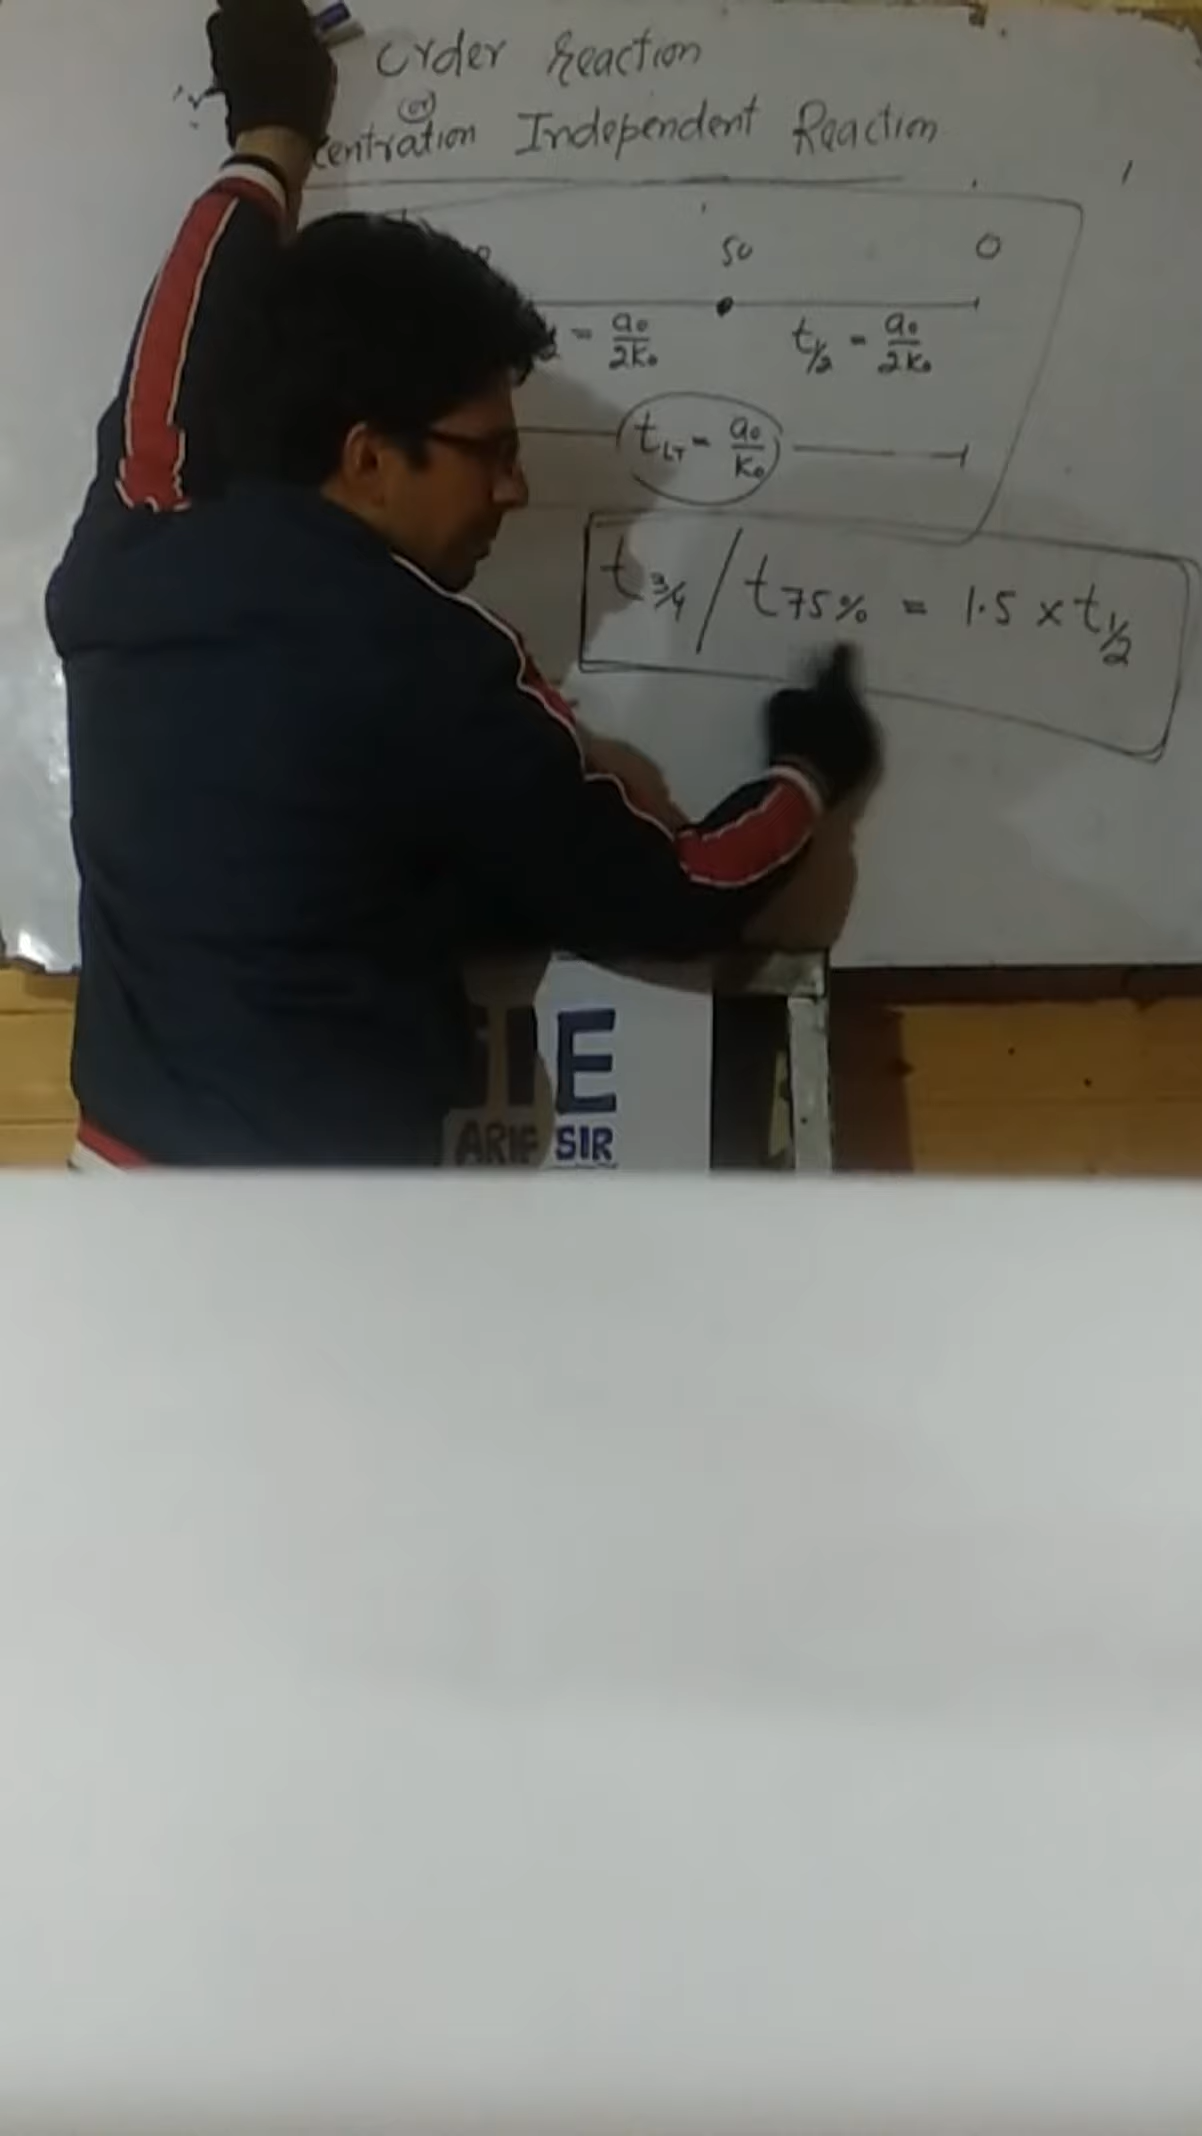 Order Reaction
(or)
centration Independent Reaction
50 0
= a₀/2K₀ t1/2 = a₀/2K₀
tLT = a₀/K₀
t3/4 / t75% = 1.5 × t1/2
E
ARIF SIR